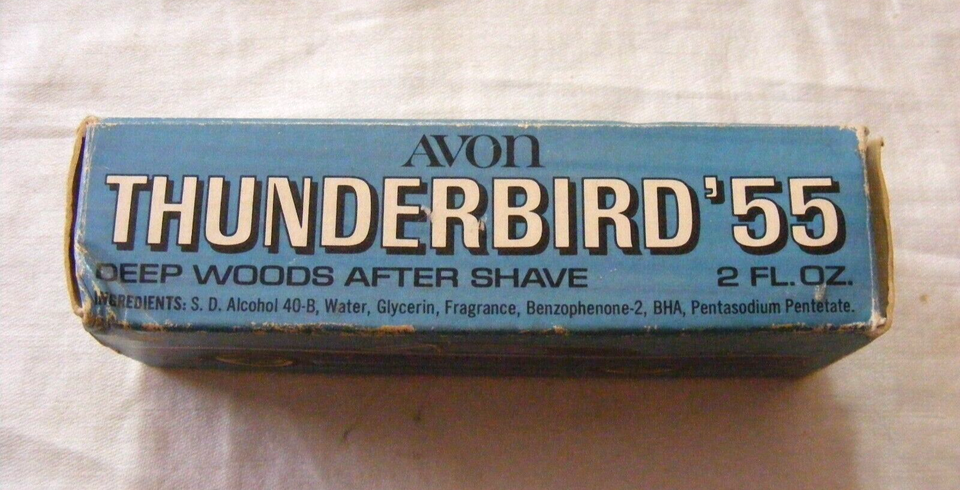 AVON
THUNDERBIRD '55
DEEP WOODS AFTER SHAVE 2 FL. OZ.
INGREDIENTS: S. D. Alcohol 40-B, Water, Glycerin, Fragrance, Benzophenone-2, BHA, Pentasodium Pentetate.